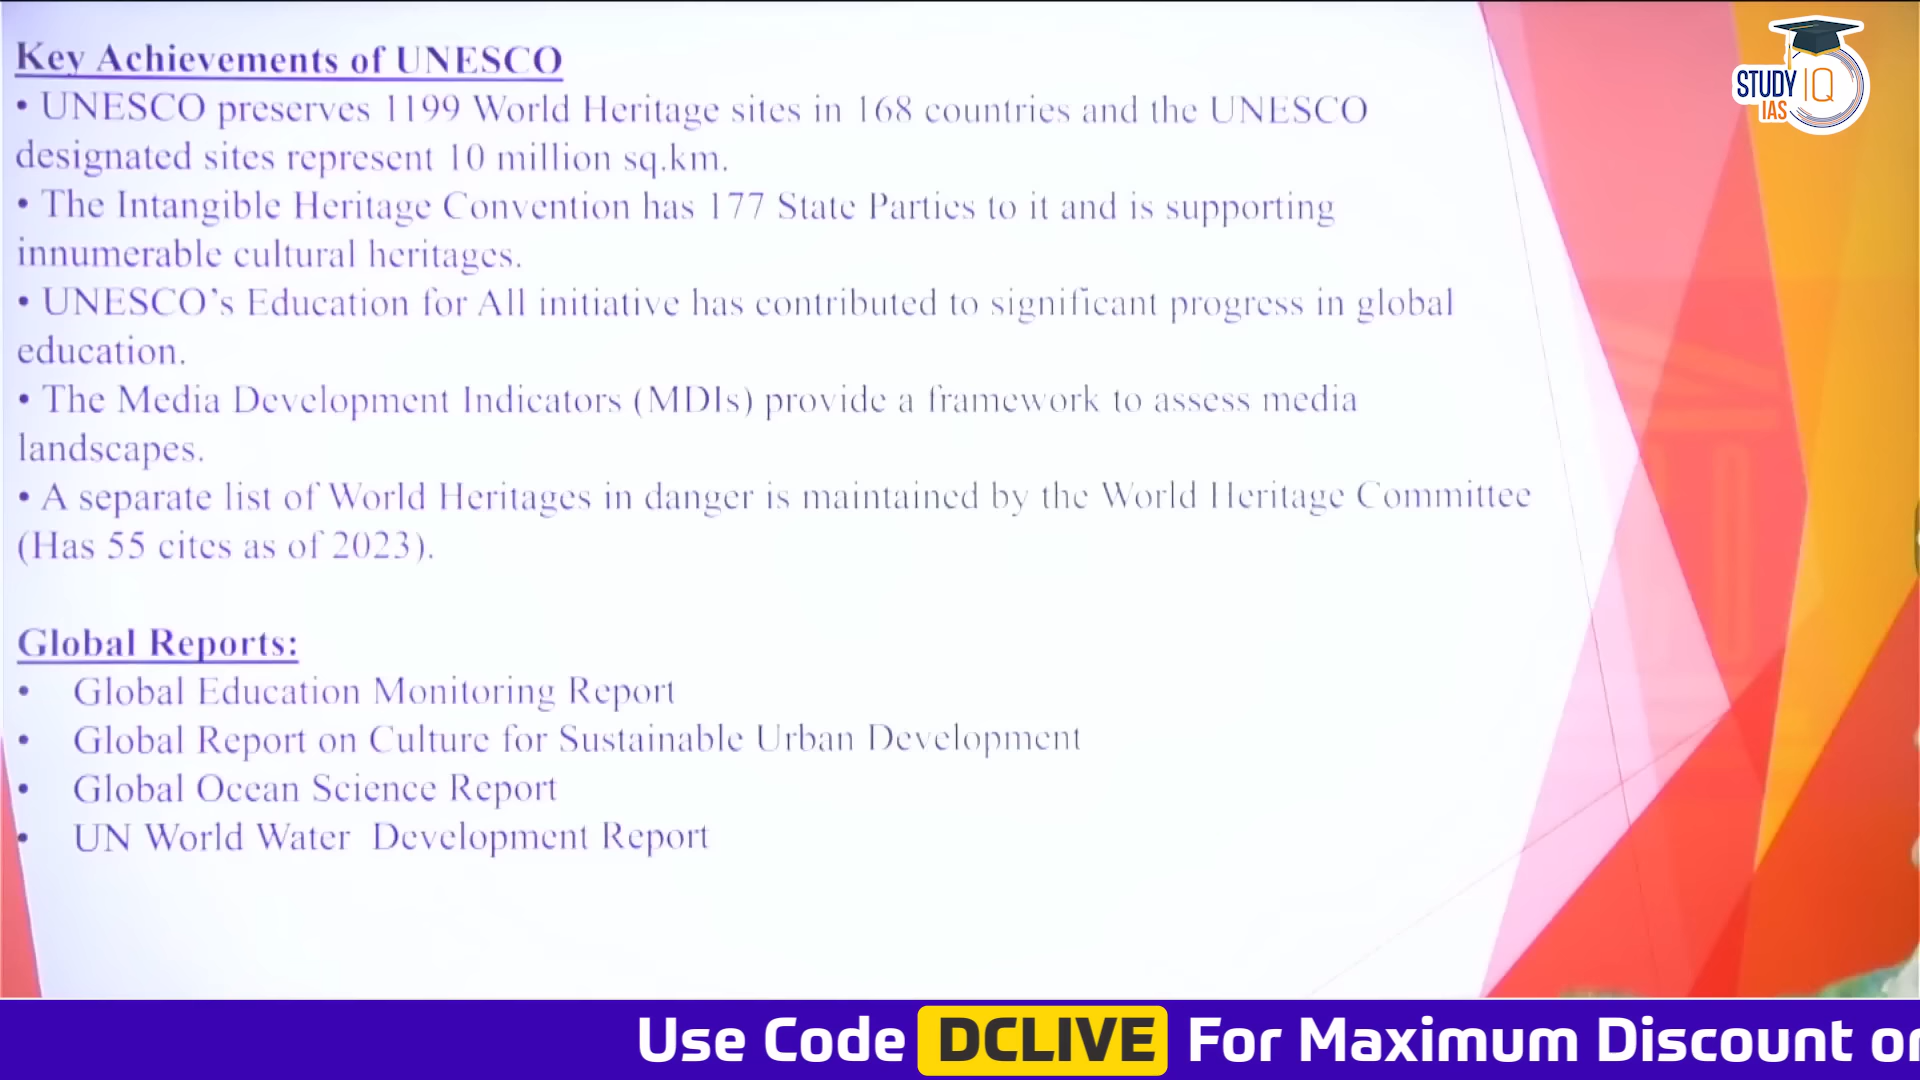 Key Achievements of UNESCO
• UNESCO preserves 1199 World Heritage sites in 168 countries and the UNESCO
designated sites represent 10 million sq.km.
• The Intangible Heritage Convention has 177 State Parties to it and is supporting
innumerable cultural heritages.
• UNESCO’s Education for All initiative has contributed to significant progress in global
education.
• The Media Development Indicators (MDIs) provide a framework to assess media
landscapes.
• A separate list of World Heritages in danger is maintained by the World Heritage Committee
(Has 55 cites as of 2023).
Global Reports:
• Global Education Monitoring Report
• Global Report on Culture for Sustainable Urban Development
• Global Ocean Science Report
• UN World Water Development Report
STUDY IQ
IAS
Use Code DCLIVE For Maximum Discount or